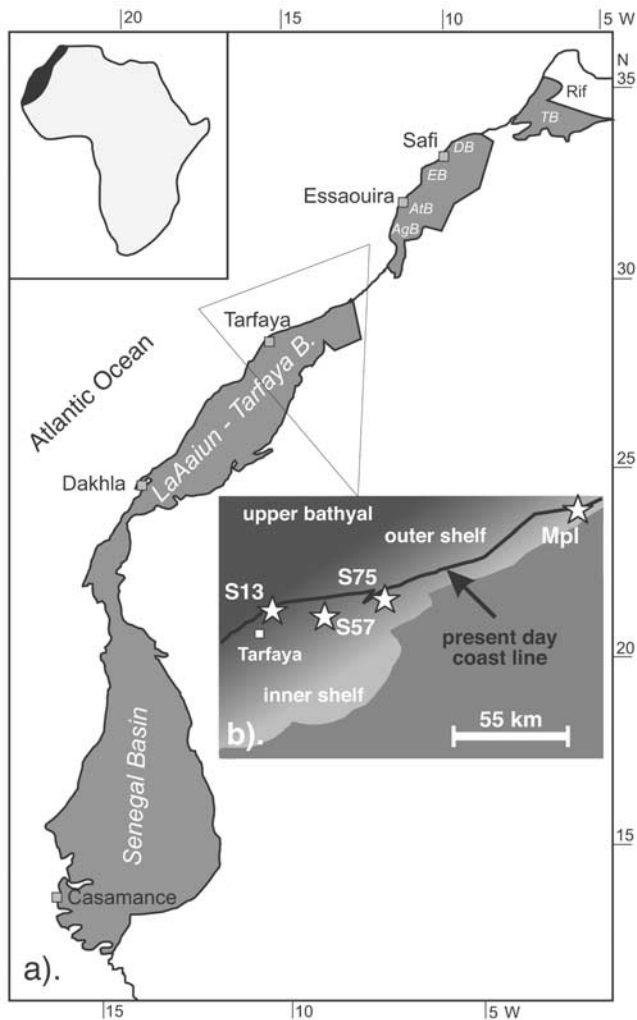 20
15
10
5 W
N
35
Rif
TB
Safi
DB
EB
Essaouira
AtB
AgB
30
Tarfaya
Atlantic Ocean
LaAaiun - Tarfaya B.
25
Dakhla
upper bathyal
outer shelf
Mpl
S13
S75
S57
Tarfaya
present day
coast line
inner shelf
b).
55 km
20
Senegal Basin
15
Casamance
a).
15
10
5 W